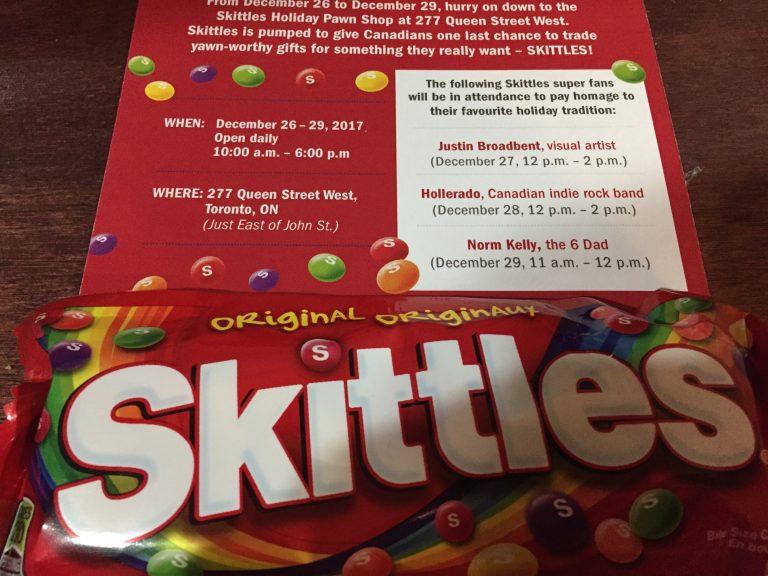 From December 26 to December 29, hurry on down to the
Skittles Holiday Pawn Shop at 277 Queen Street West.
Skittles is pumped to give Canadians one last chance to trade
yawn-worthy gifts for something they really want – SKITTLES!
WHEN: December 26 – 29, 2017
Open daily
10:00 a.m. – 6:00 p.m
WHERE: 277 Queen Street West,
Toronto, ON
(Just East of John St.)
The following Skittles super fans
will be in attendance to pay homage to
their favourite holiday tradition:
Justin Broadbent, visual artist
(December 27, 12 p.m. – 2 p.m.)
Hollerado, Canadian indie rock band
(December 28, 12 p.m. – 2 p.m.)
Norm Kelly, the 6 Dad
(December 29, 11 a.m. – 12 p.m.)
ORiginAL ORiginAUX
Skittles
Bite Size
En